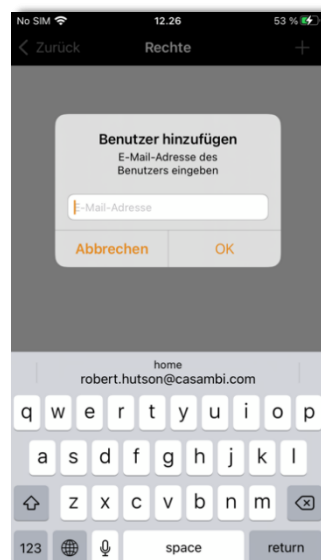 No SIM 12.26 53 %
Zurück Rechte +
Benutzer hinzufügen
E-Mail-Adresse des
Benutzers eingeben
E-Mail-Adresse
Abbrechen OK
home
robert.hutson@casambi.com
q w e r t y u i o p
a s d f g h j k l
z x c v b n m
123 space return